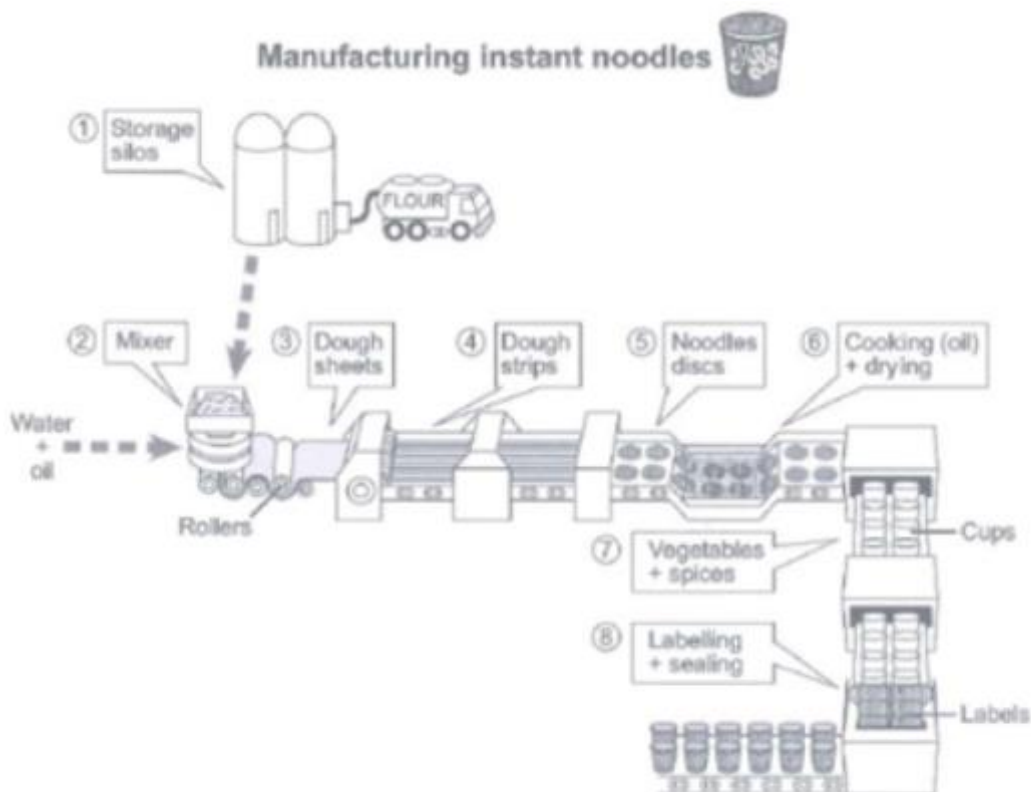 Manufacturing instant noodles
① Storage
silos
FLOUR
② Mixer
③ Dough
sheets
④ Dough
strips
⑤ Noodles
discs
⑥ Cooking (oil)
+ drying
Water
+
oil
Rollers
⑦ Vegetables
+ spices
Cups
⑧ Labelling
+ sealing
Labels